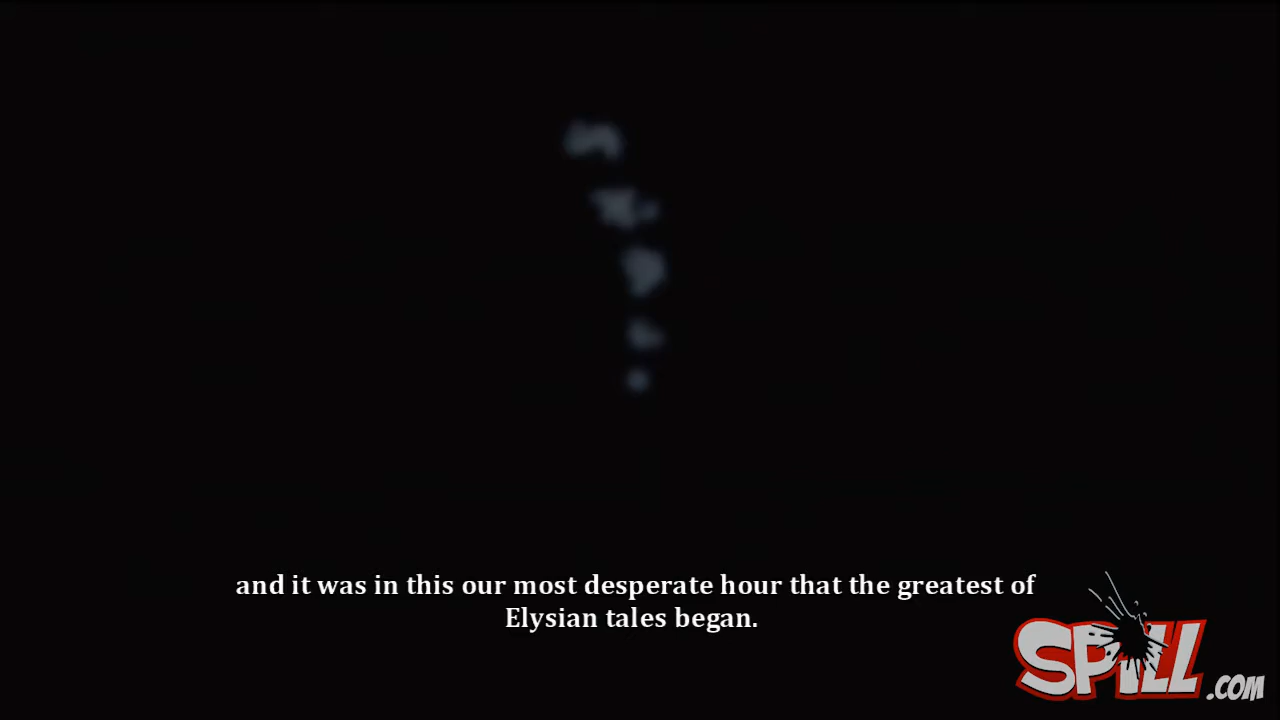 and it was in this our most desperate hour that the greatest of
Elysian tales began.
SPILL.COM